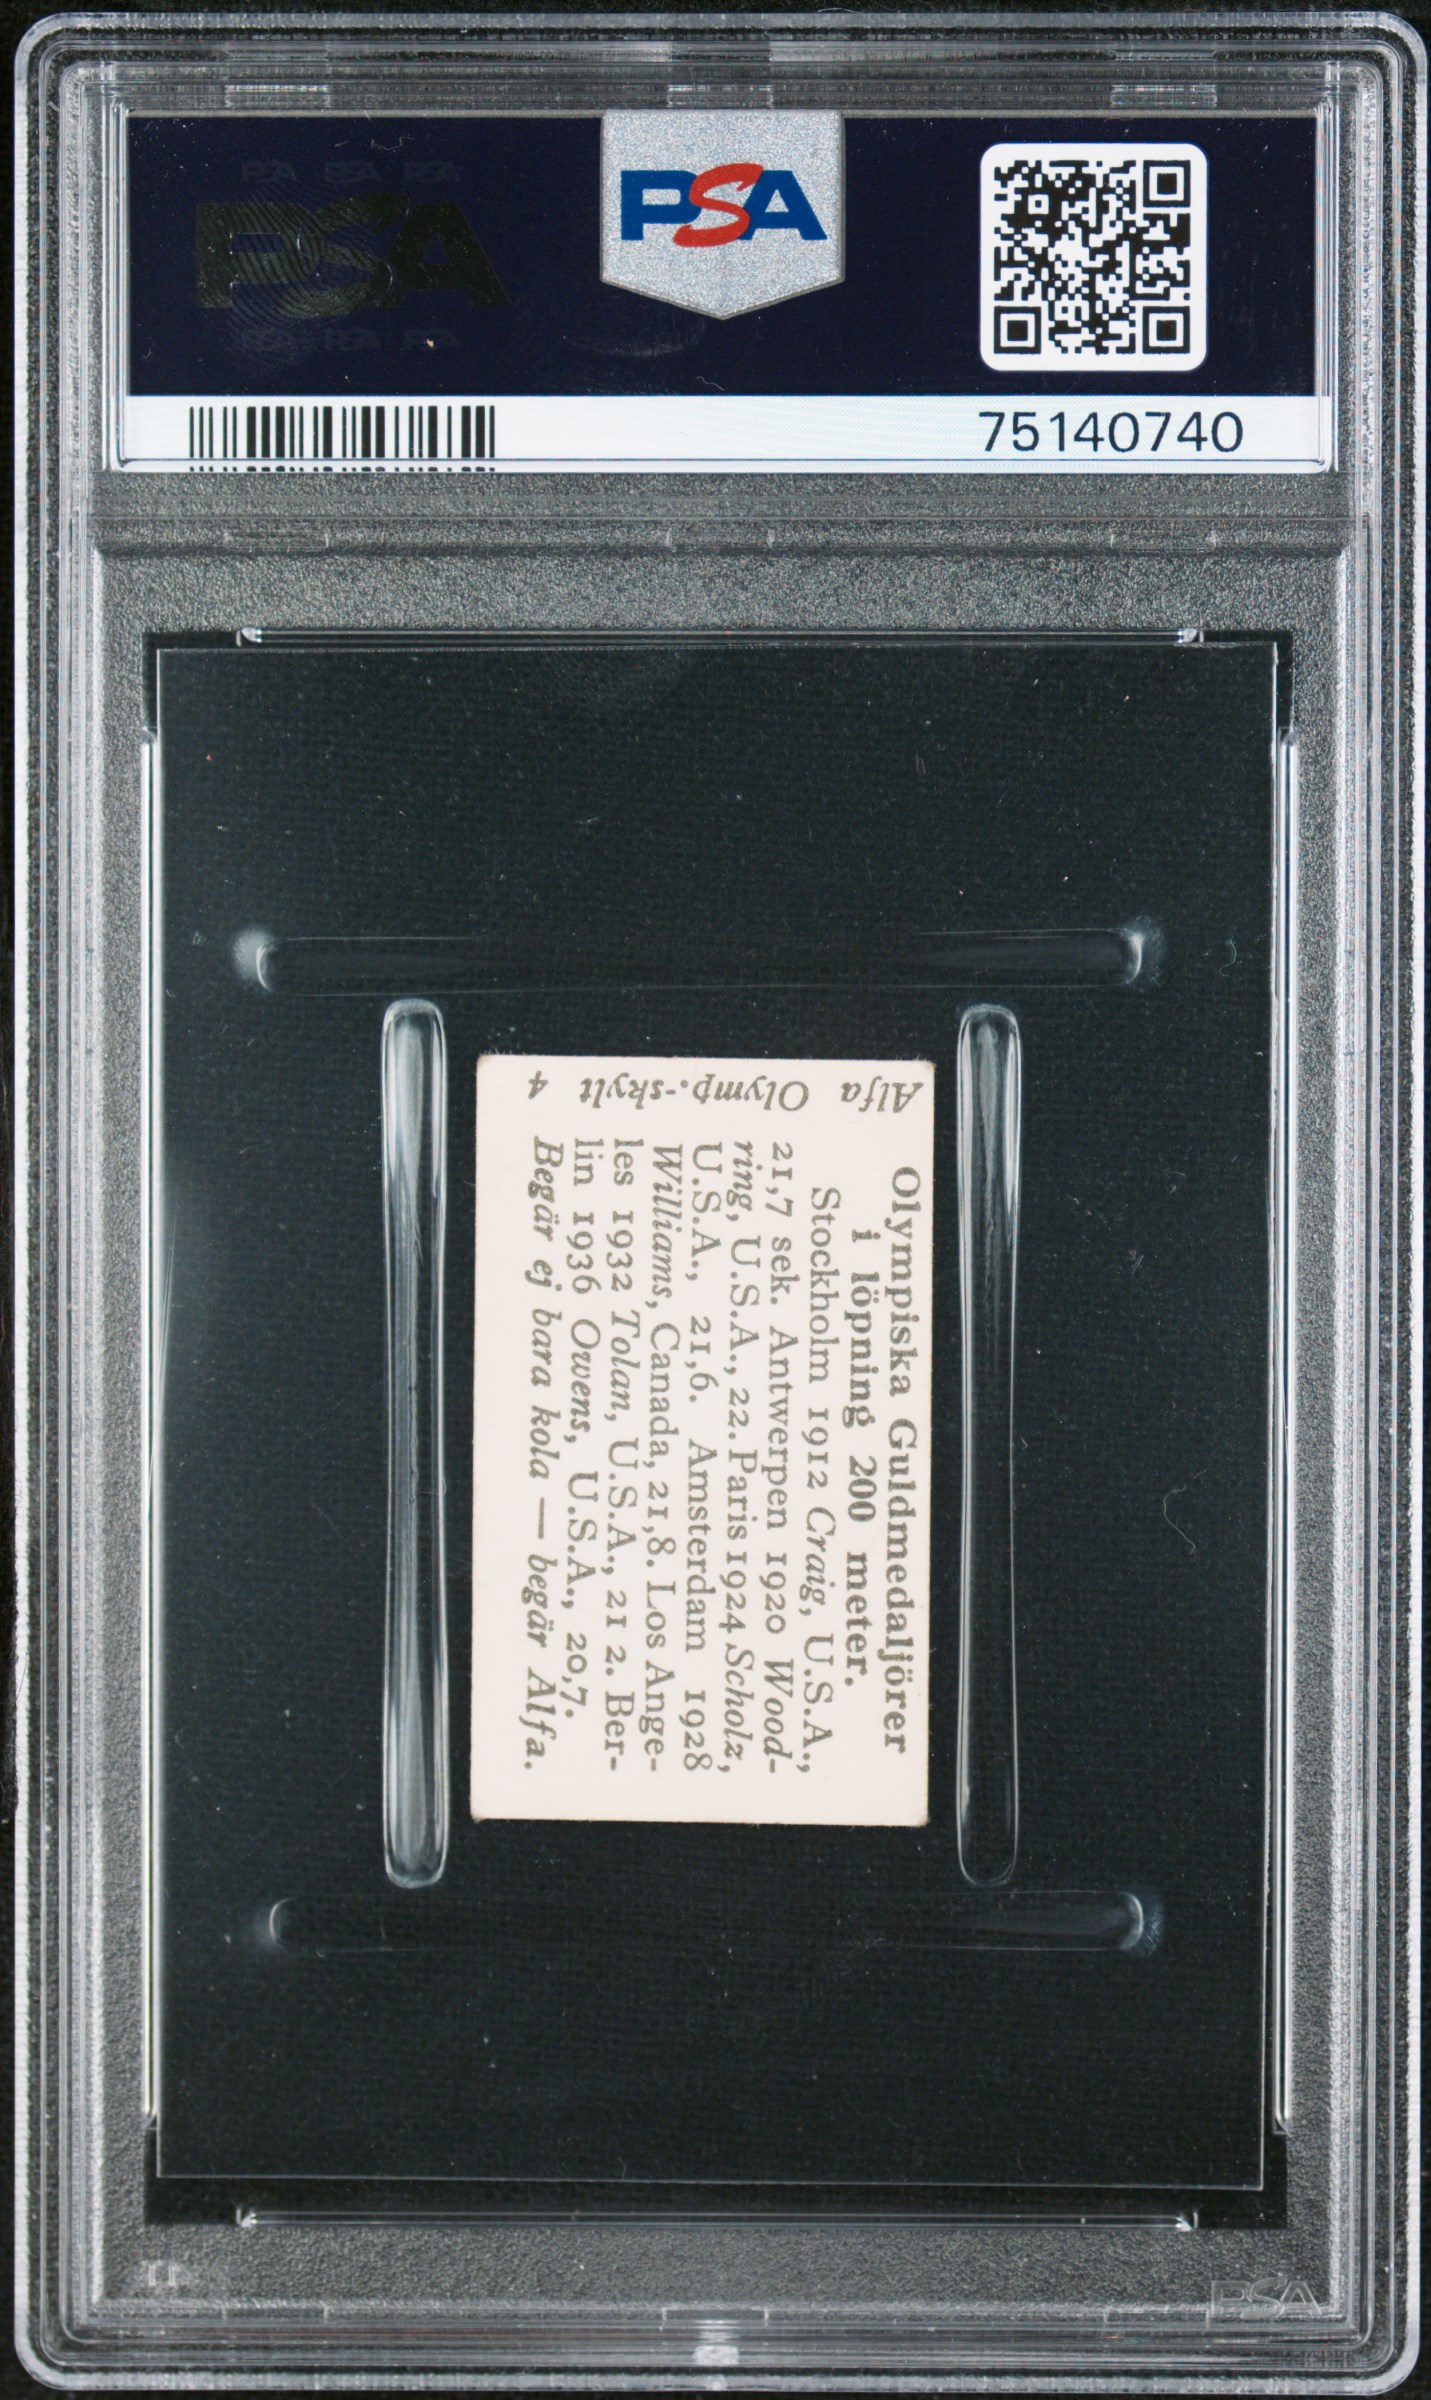 PSA
75140740
Alfa Olymp.-skylt 4
Olympiska Guldmedaljörer
i löpning 200 meter.
Stockholm 1912 Craig, U.S.A.,
21,7 sek. Antwerpen 1920 Wood-
ring, U.S.A., 22. Paris 1924 Scholz,
U.S.A., 21,6. Amsterdam 1928
Williams, Canada, 21,8. Los Ange-
les 1932 Tolan, U.S.A., 21 2. Ber-
lin 1936 Owens, U.S.A., 20,7.
Begär ej bara kola — begär Alfa.
PSA